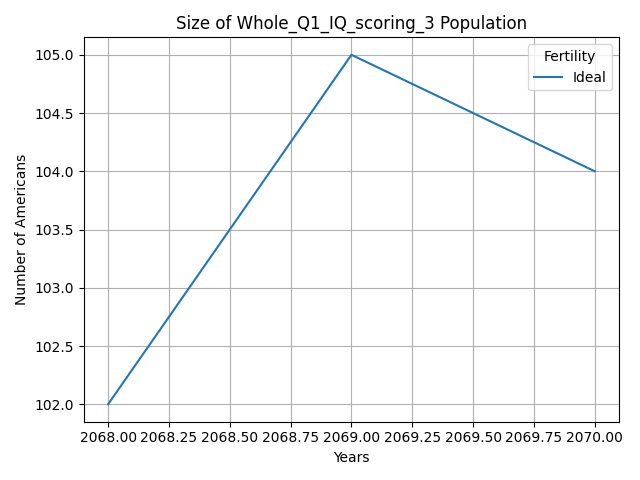 Size of Whole_Q1_IQ_scoring_3 Population
Fertility
Ideal
105.0
104.5
104.0
103.5
103.0
102.5
102.0
Number of Americans
2068.00 2068.25 2068.50 2068.75 2069.00 2069.25 2069.50 2069.75 2070.00
Years